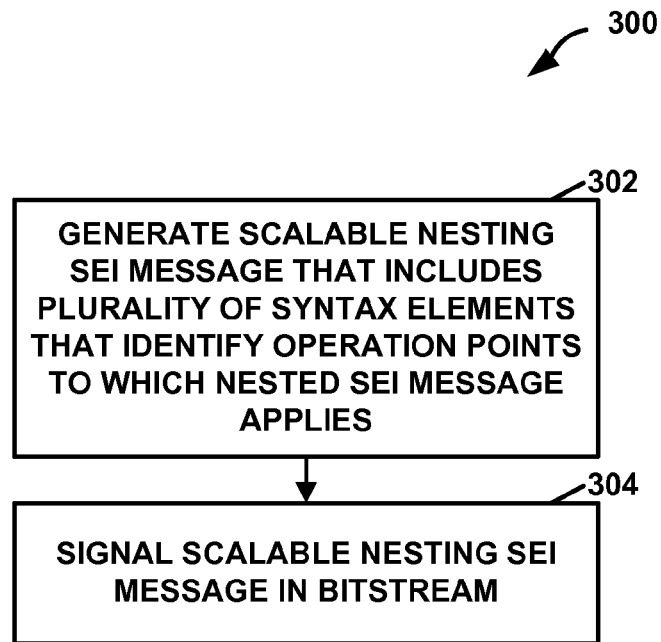 300
302
GENERATE SCALABLE NESTING
SEI MESSAGE THAT INCLUDES
PLURALITY OF SYNTAX ELEMENTS
THAT IDENTIFY OPERATION POINTS
TO WHICH NESTED SEI MESSAGE
APPLIES
304
SIGNAL SCALABLE NESTING SEI
MESSAGE IN BITSTREAM